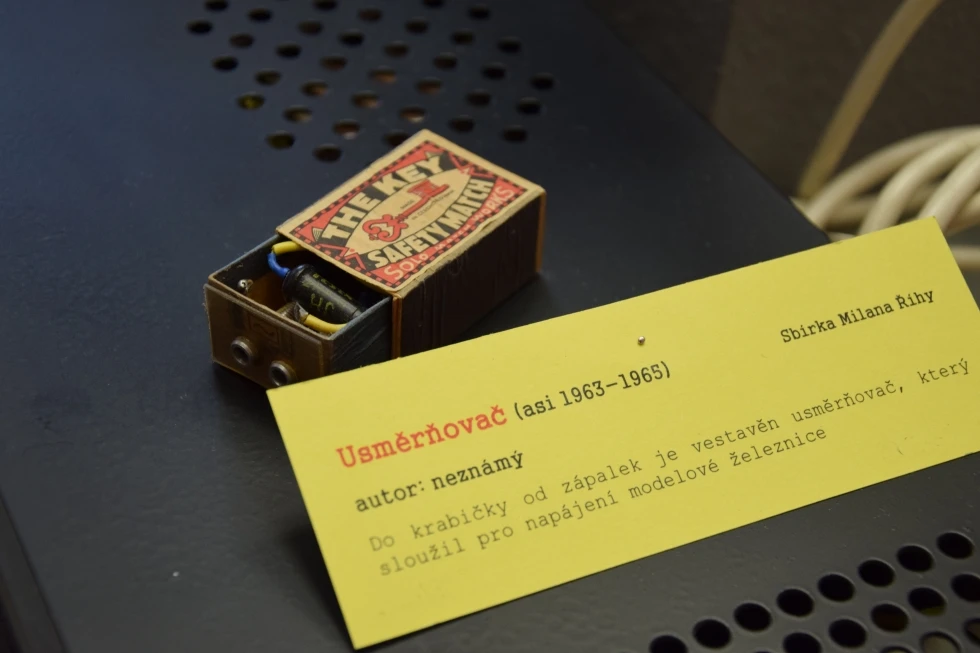 THE KEY
SAFETY MATCH
SOLO
Sbírka Milana Říhy
Usměrňovač (asi 1963-1965)
autor: neznámý
Do krabičky od zápalek je vestavěn usměrňovač, který
sloužil pro napájení modelové železnice